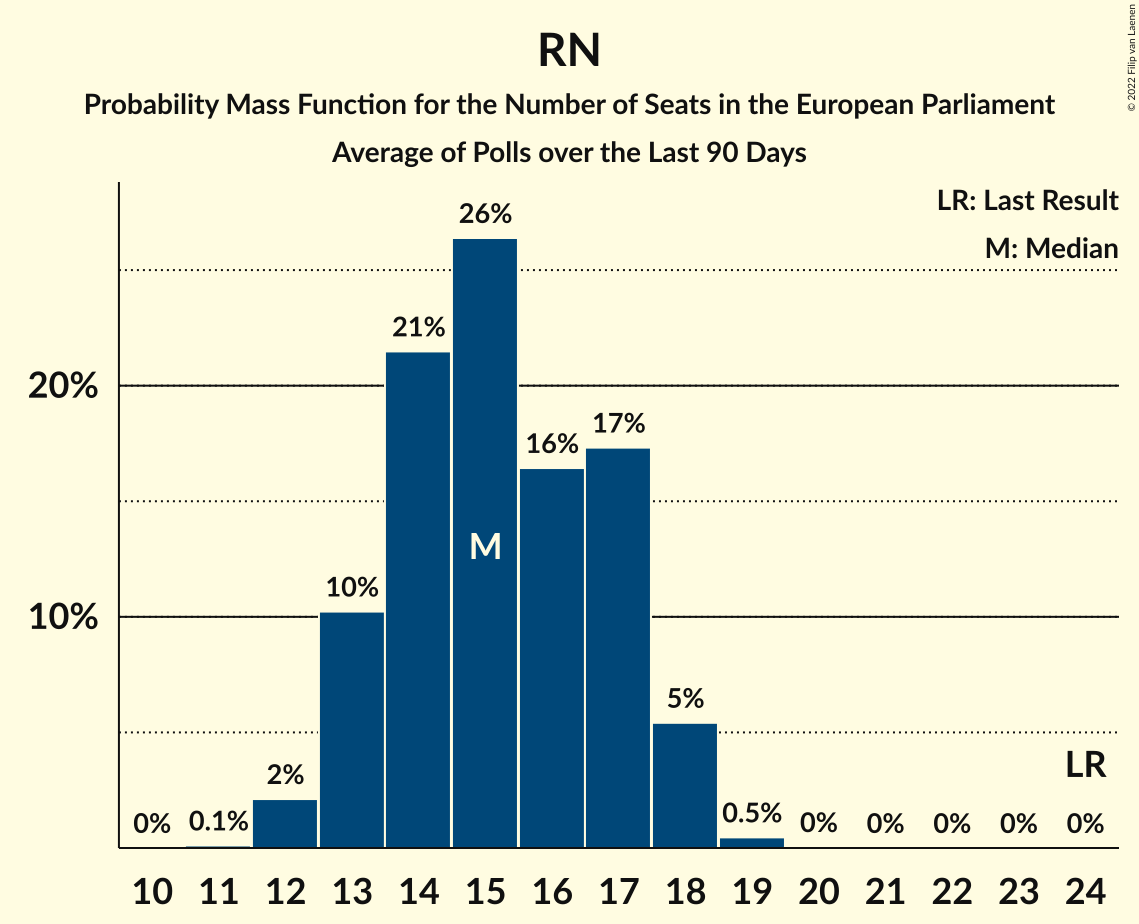 RN
Probability Mass Function for the Number of Seats in the European Parliament
Average of Polls over the Last 90 Days
© 2022 Filip van Laenen
LR: Last Result
M: Median
20%
10%
0%
0.1%
2%
10%
21%
26%
16%
17%
5%
0.5%
0%
0%
0%
0%
0%
M
LR
10 11 12 13 14 15 16 17 18 19 20 21 22 23 24